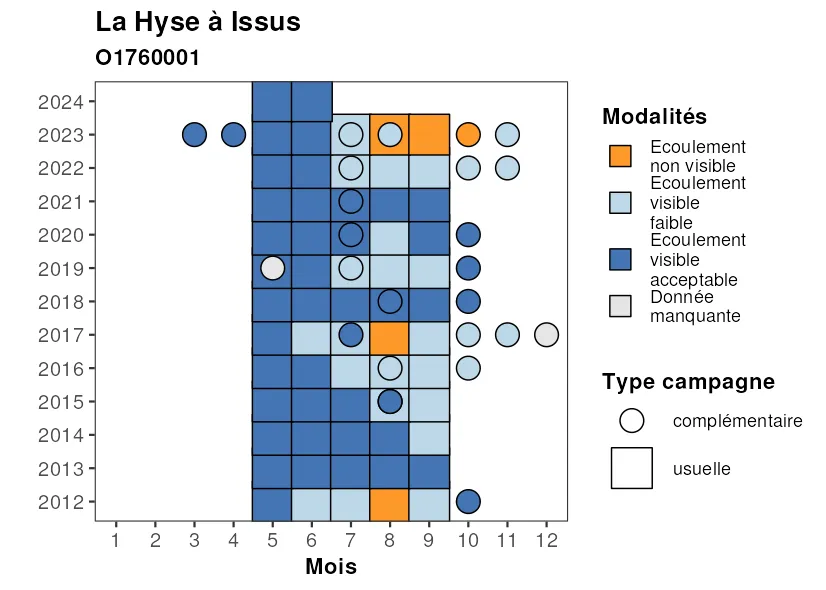 La Hyse à Issus
O1760001
2024
2023
2022
2021
2020
2019
2018
2017
2016
2015
2014
2013
2012
1 2 3 4 5 6 7 8 9 10 11 12
Mois
Modalités
Ecoulement
non visible
Ecoulement
visible
faible
Ecoulement
visible
acceptable
Donnée
manquante
Type campagne
complémentaire
usuelle